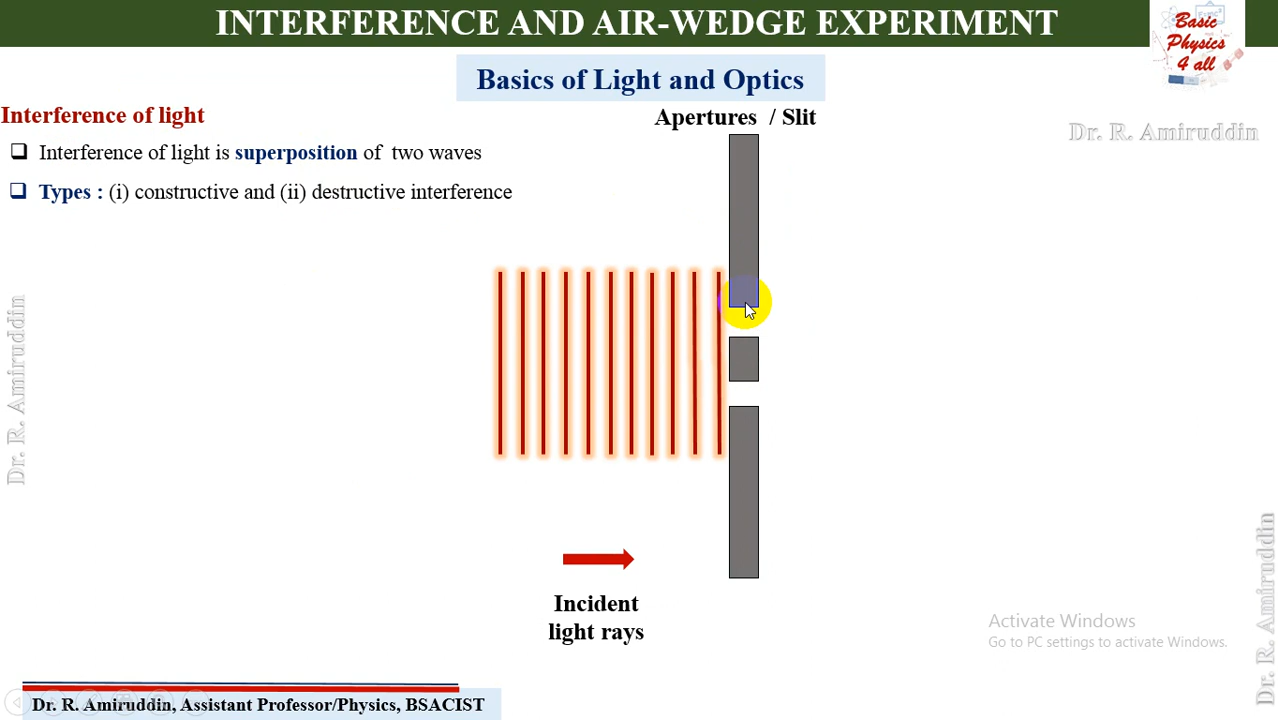 INTERFERENCE AND AIR-WEDGE EXPERIMENT
Basic
Physics
4 all
Basics of Light and Optics
Interference of light
Apertures / Slit
Dr. R. Amiruddin
❑ Interference of light is superposition of two waves
❑ Types : (i) constructive and (ii) destructive interference
Dr. R. Amiruddin
Incident
light rays
Activate Windows
Go to PC settings to activate Windows.
Dr. R. Amiruddin
Dr. R. Amiruddin, Assistant Professor/Physics, BSACIST